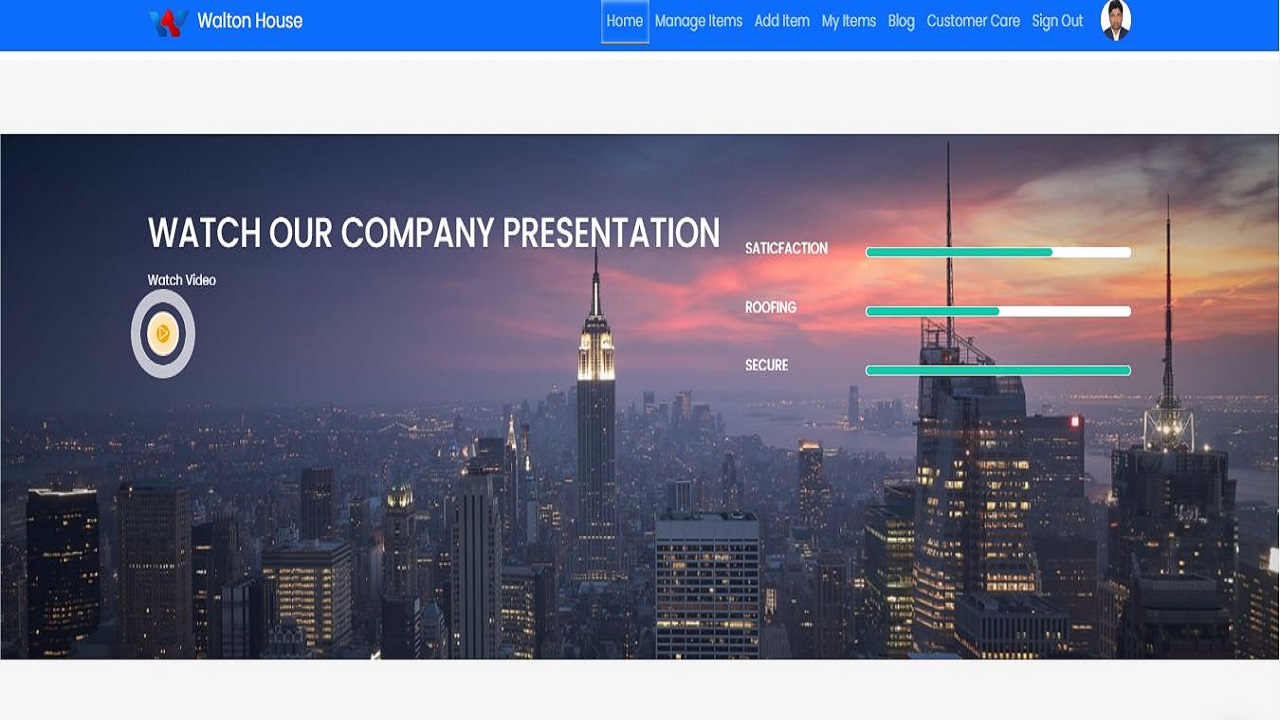 Walton House
Home Manage Items Add Item My Items Blog Customer Care Sign Out
WATCH OUR COMPANY PRESENTATION
Watch Video
SATICFACTION
ROOFING
SECURE